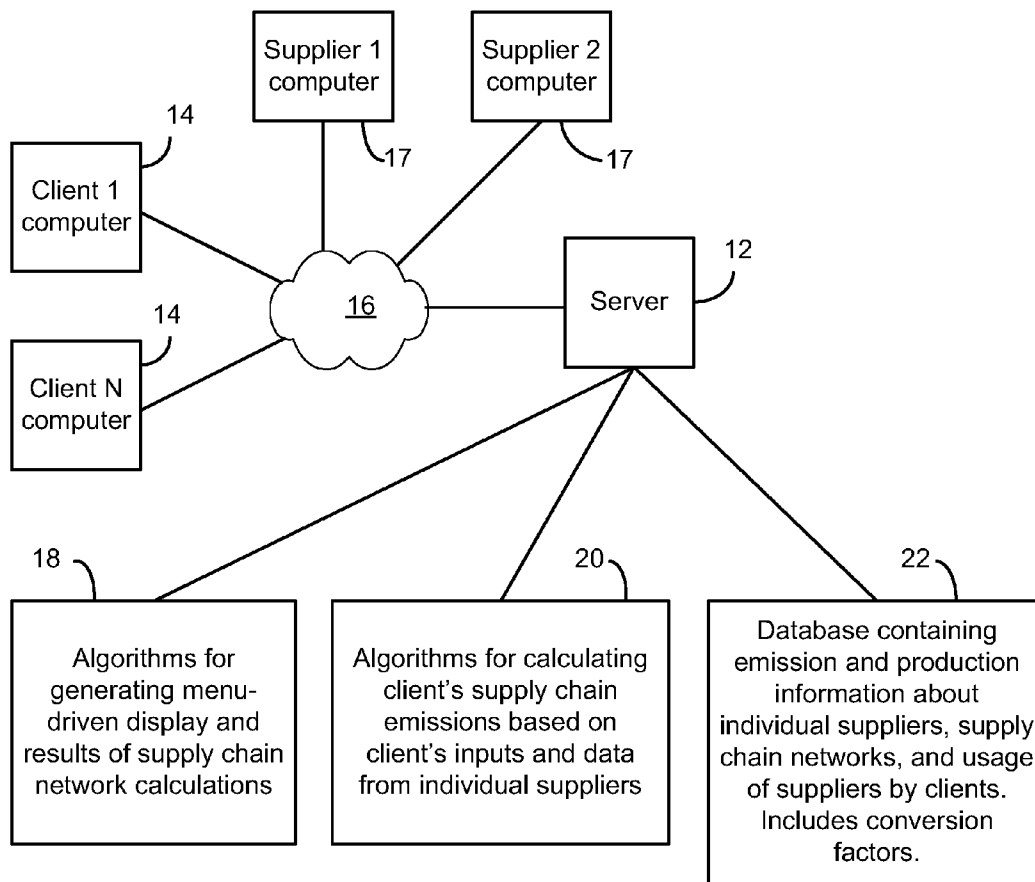 Supplier 1
computer
Supplier 2
computer
14
17
17
Client 1
computer
12
16
Server
14
Client N
computer
18
20
22
Algorithms for
generating menu-
driven display and
results of supply chain
network calculations
Algorithms for calculating
client's supply chain
emissions based on
client's inputs and data
from individual suppliers
Database containing
emission and production
information about
individual suppliers, supply
chain networks, and usage
of suppliers by clients.
Includes conversion
factors.